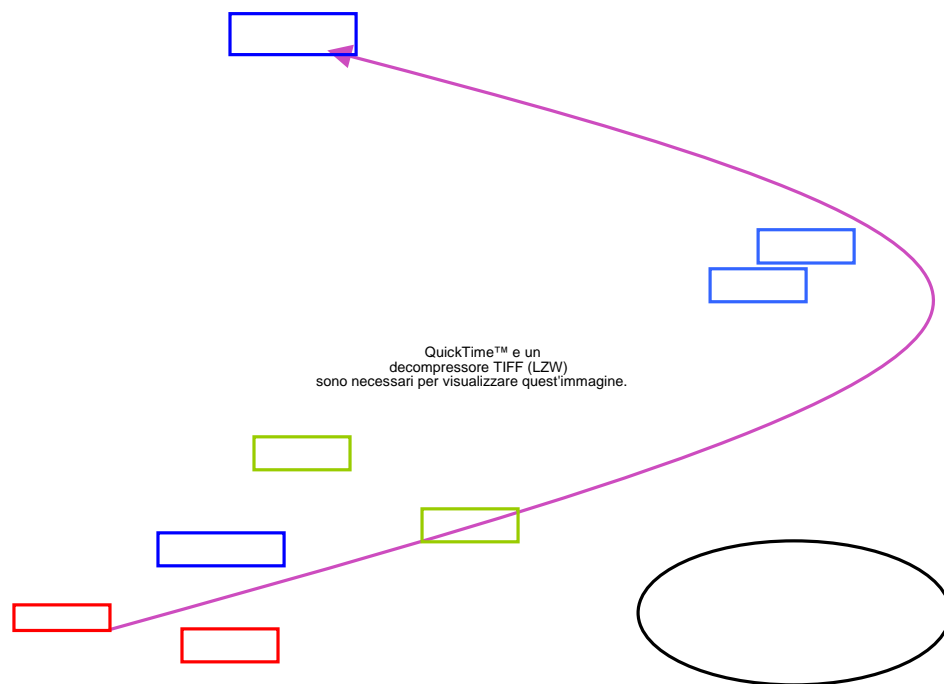 QuickTime™ e un
decompressore TIFF (LZW)
sono necessari per visualizzare quest'immagine.